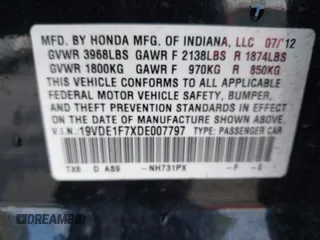 MFD. BY HONDA MFG. OF INDIANA, LLC 07/'12
GVWR 3968LBS GAWR F 2138LBS R 1874LBS
GVWR 1800KG GAWR F 970KG R 850KG
THIS VEHICLE CONFORMS TO ALL APPLICABLE
FEDERAL MOTOR VEHICLE SAFETY, BUMPER,
AND THEFT PREVENTION STANDARDS IN EFFECT
ON THE DATE OF MANUFACTURE SHOWN ABOVE.
V.I.N.:19VDE1F7XDE007797 TYPE: PASSENGER CAR
TX6 D A59 -NH731PX -F -E
DREAMBID